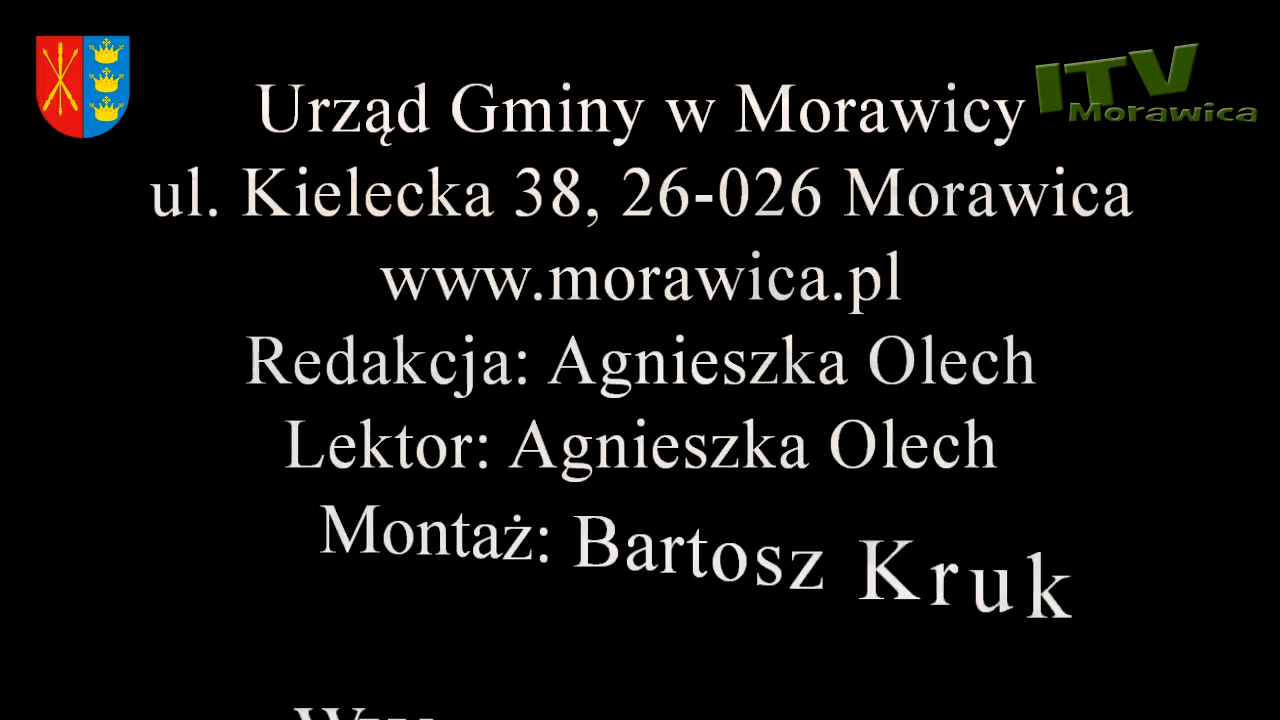 ITV
Morawica
Urząd Gminy w Morawicy
ul. Kielecka 38, 26-026 Morawica
www.morawica.pl
Redakcja: Agnieszka Olech
Lektor: Agnieszka Olech
Montaż: Bartosz Kruk